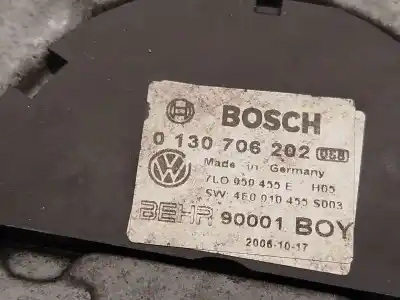 BOSCH
0 130 706 202
Made in Germany
7L0 959 455 E H05
SW: 4E0 910 455 S003
BEHR 90001 BOY
2006-10-17